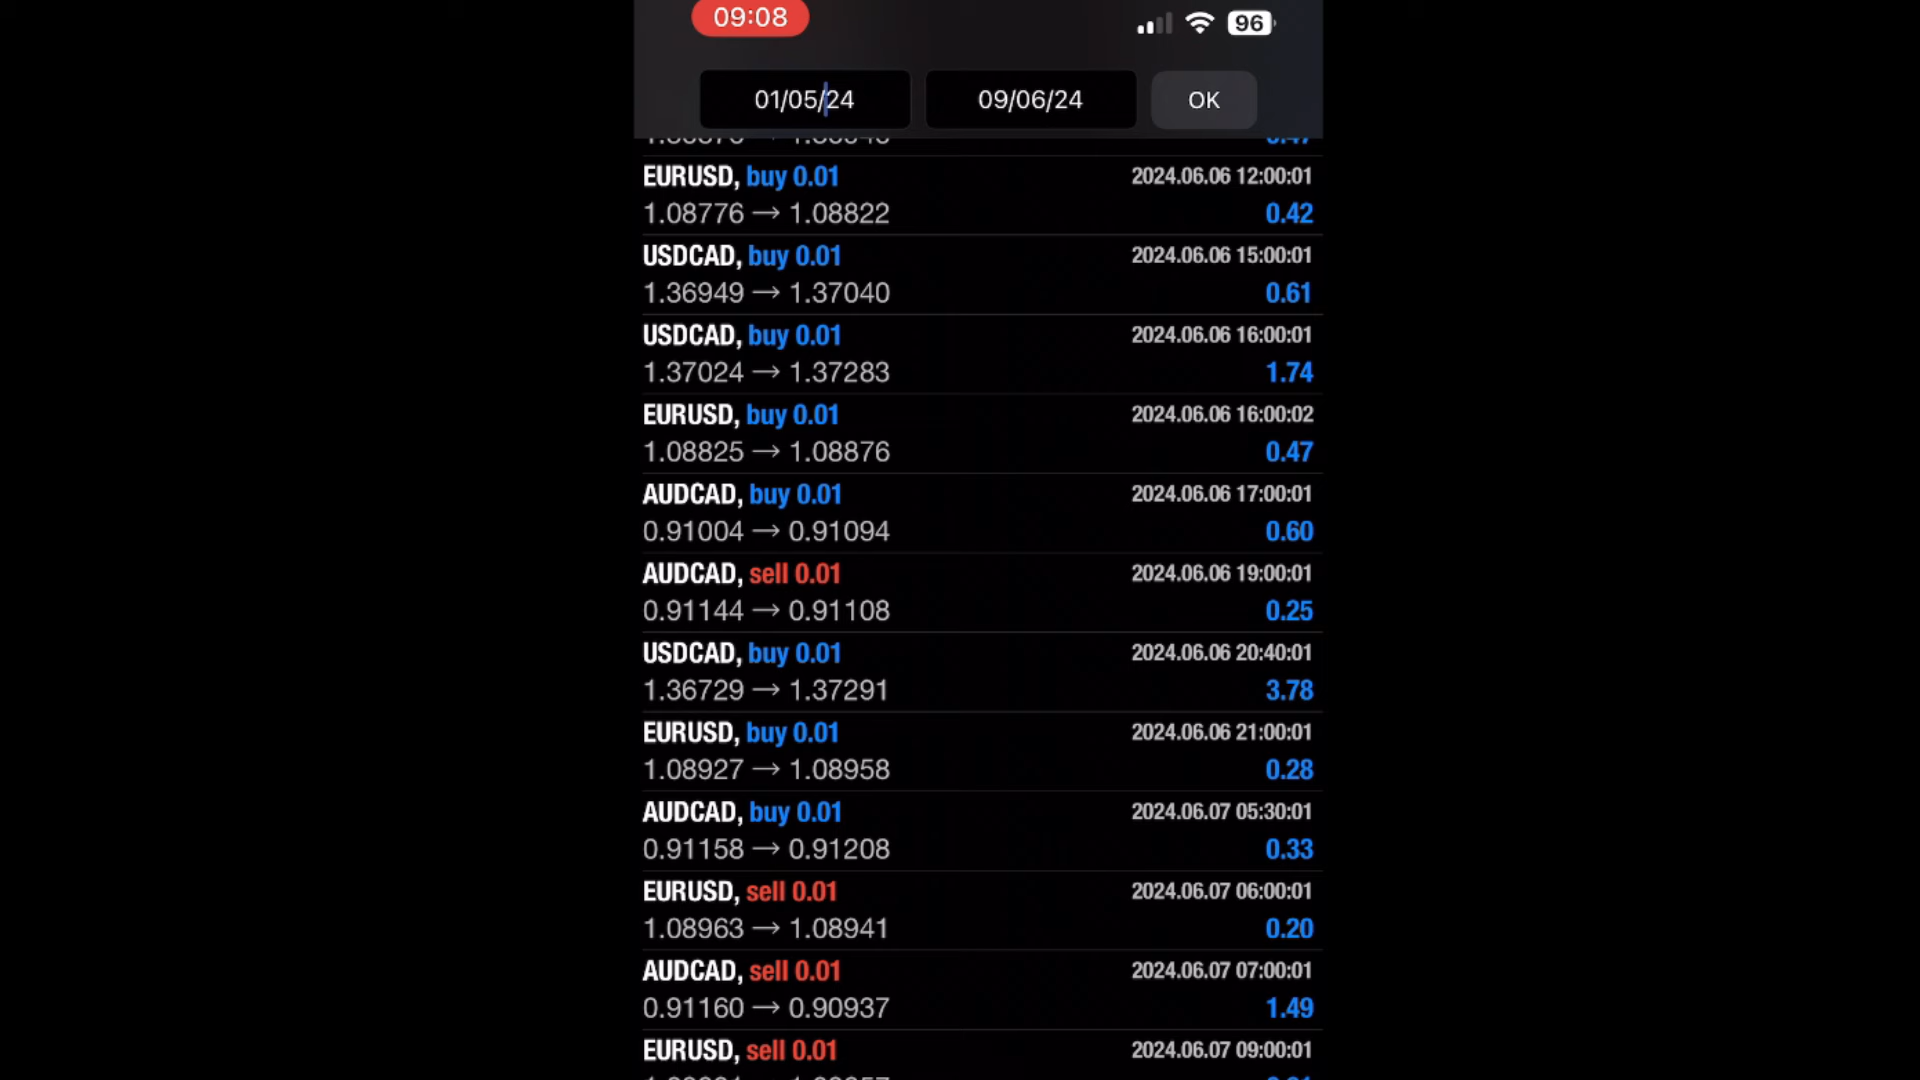 09:08
96
01/05/24 09/06/24 OK
EURUSD, buy 0.01 2024.06.06 12:00:01
1.08776 → 1.08822 0.42
USDCAD, buy 0.01 2024.06.06 15:00:01
1.36949 → 1.37040 0.61
USDCAD, buy 0.01 2024.06.06 16:00:01
1.37024 → 1.37283 1.74
EURUSD, buy 0.01 2024.06.06 16:00:02
1.08825 → 1.08876 0.47
AUDCAD, buy 0.01 2024.06.06 17:00:01
0.91004 → 0.91094 0.60
AUDCAD, sell 0.01 2024.06.06 19:00:01
0.91144 → 0.91108 0.25
USDCAD, buy 0.01 2024.06.06 20:40:01
1.36729 → 1.37291 3.78
EURUSD, buy 0.01 2024.06.06 21:00:01
1.08927 → 1.08958 0.28
AUDCAD, buy 0.01 2024.06.07 05:30:01
0.91158 → 0.91208 0.33
EURUSD, sell 0.01 2024.06.07 06:00:01
1.08963 → 1.08941 0.20
AUDCAD, sell 0.01 2024.06.07 07:00:01
0.91160 → 0.90937 1.49
EURUSD, sell 0.01 2024.06.07 09:00:01